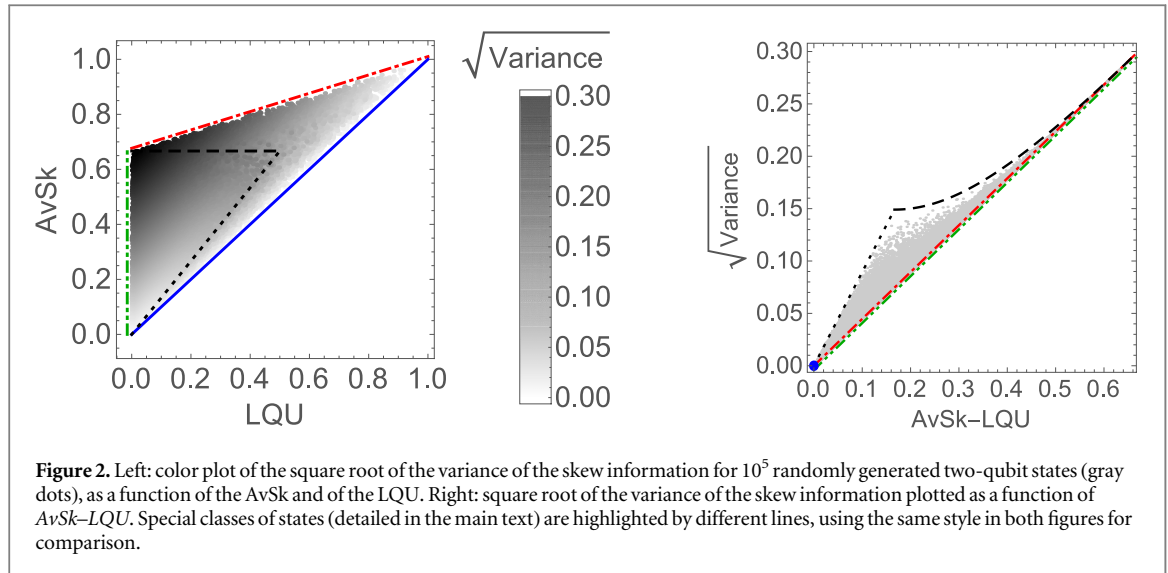 √Variance
1.0
0.8
0.6
0.4
0.2
0.0
AvSk
0.0 0.2 0.4 0.6 0.8 1.0
LQU
0.30
0.25
0.20
0.15
0.10
0.05
0.00
0.30
0.25
0.20
0.15
0.10
0.05
0.00
√Variance
0.0 0.1 0.2 0.3 0.4 0.5 0.6
AvSk−LQU
Figure 2. Left: color plot of the square root of the variance of the skew information for 10⁵ randomly generated two-qubit states (gray
dots), as a function of the AvSk and of the LQU. Right: square root of the variance of the skew information plotted as a function of
AvSk–LQU. Special classes of states (detailed in the main text) are highlighted by different lines, using the same style in both figures for
comparison.